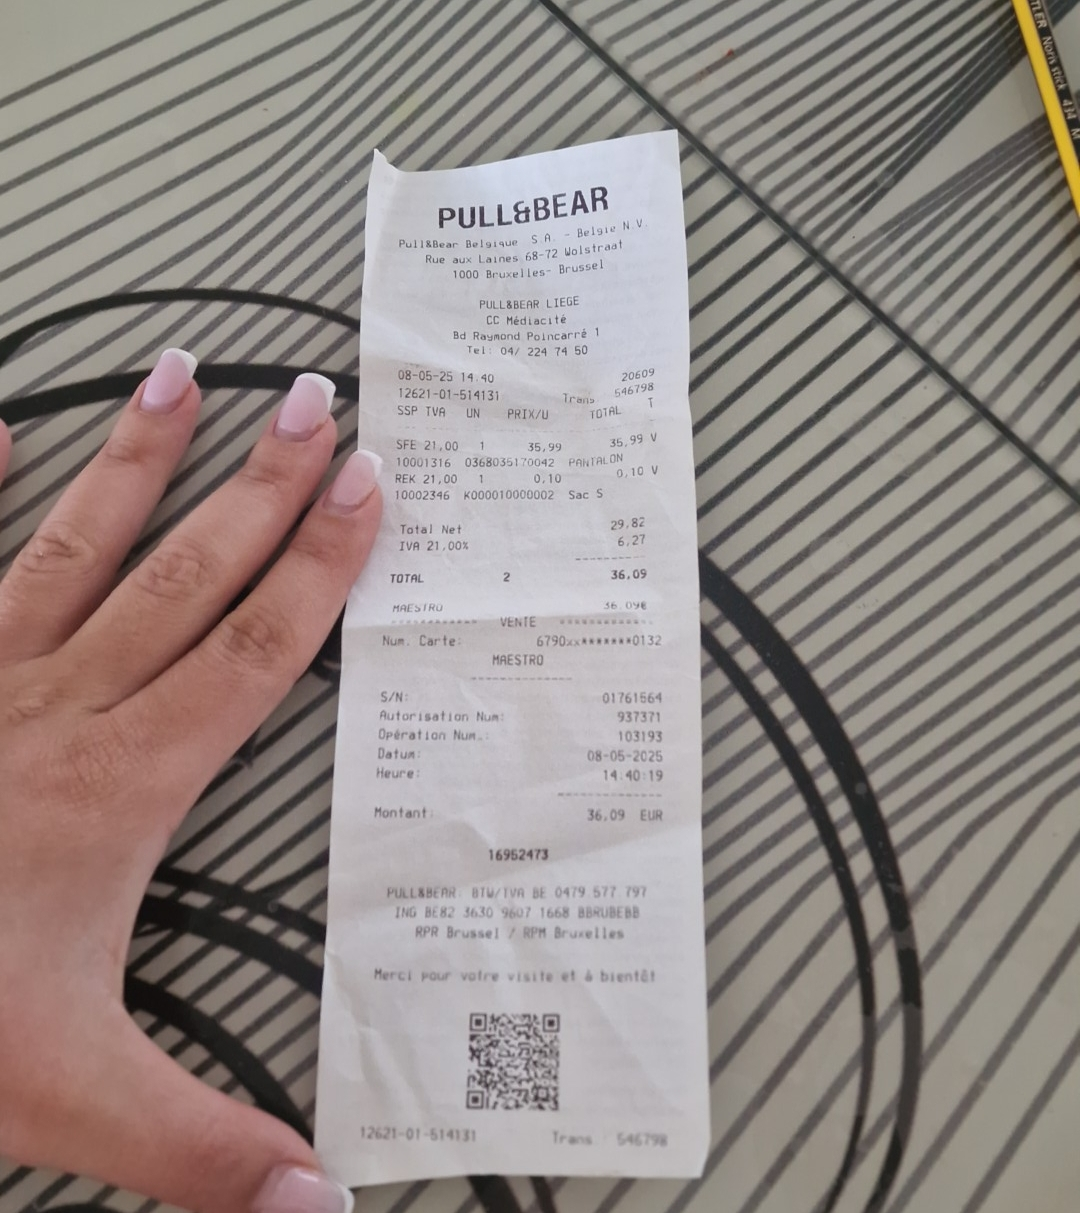 TLER Noris stick 434 M
PULL&BEAR
Pull&Bear Belgique S.A. - Belgie N.V.
Rue aux Laines 68-72 Wolstraat
1000 Bruxelles- Brussel
PULL&BEAR LIEGE
CC Médiacité
Bd Raymond Poincarré 1
Tel: 04/ 224 74 50
08-05-25 14:40 20609
12621-01-514131 Trans. 546798
SSP TVA UN PRIX/U TOTAL T
SFE 21,00 1 35,99 35,99 V
10001316 0368035170042 PANTALON
REK 21,00 1 0,10 0,10 V
10002346 K000010000002 Sac S
Total Net 29,82
IVA 21,00% 6,27
TOTAL 2 36,09
MAESTRO 36,09€
************ VENTE *************
Num. Carte: 6790xx*******0132
MAESTRO
S/N: 01761564
Autorisation Num: 937371
Opération Num.: 103193
Datum: 08-05-2025
Heure: 14:40:19
Montant: 36,09 EUR
16952473
PULL&BEAR. BTW/TVA BE 0479 577 797
ING BE82 3630 9607 1668 BBRUBEBB
RPR Brussel / RPM Bruxelles
Merci pour votre visite et à bientôt
12621-01-514131 Trans 546798